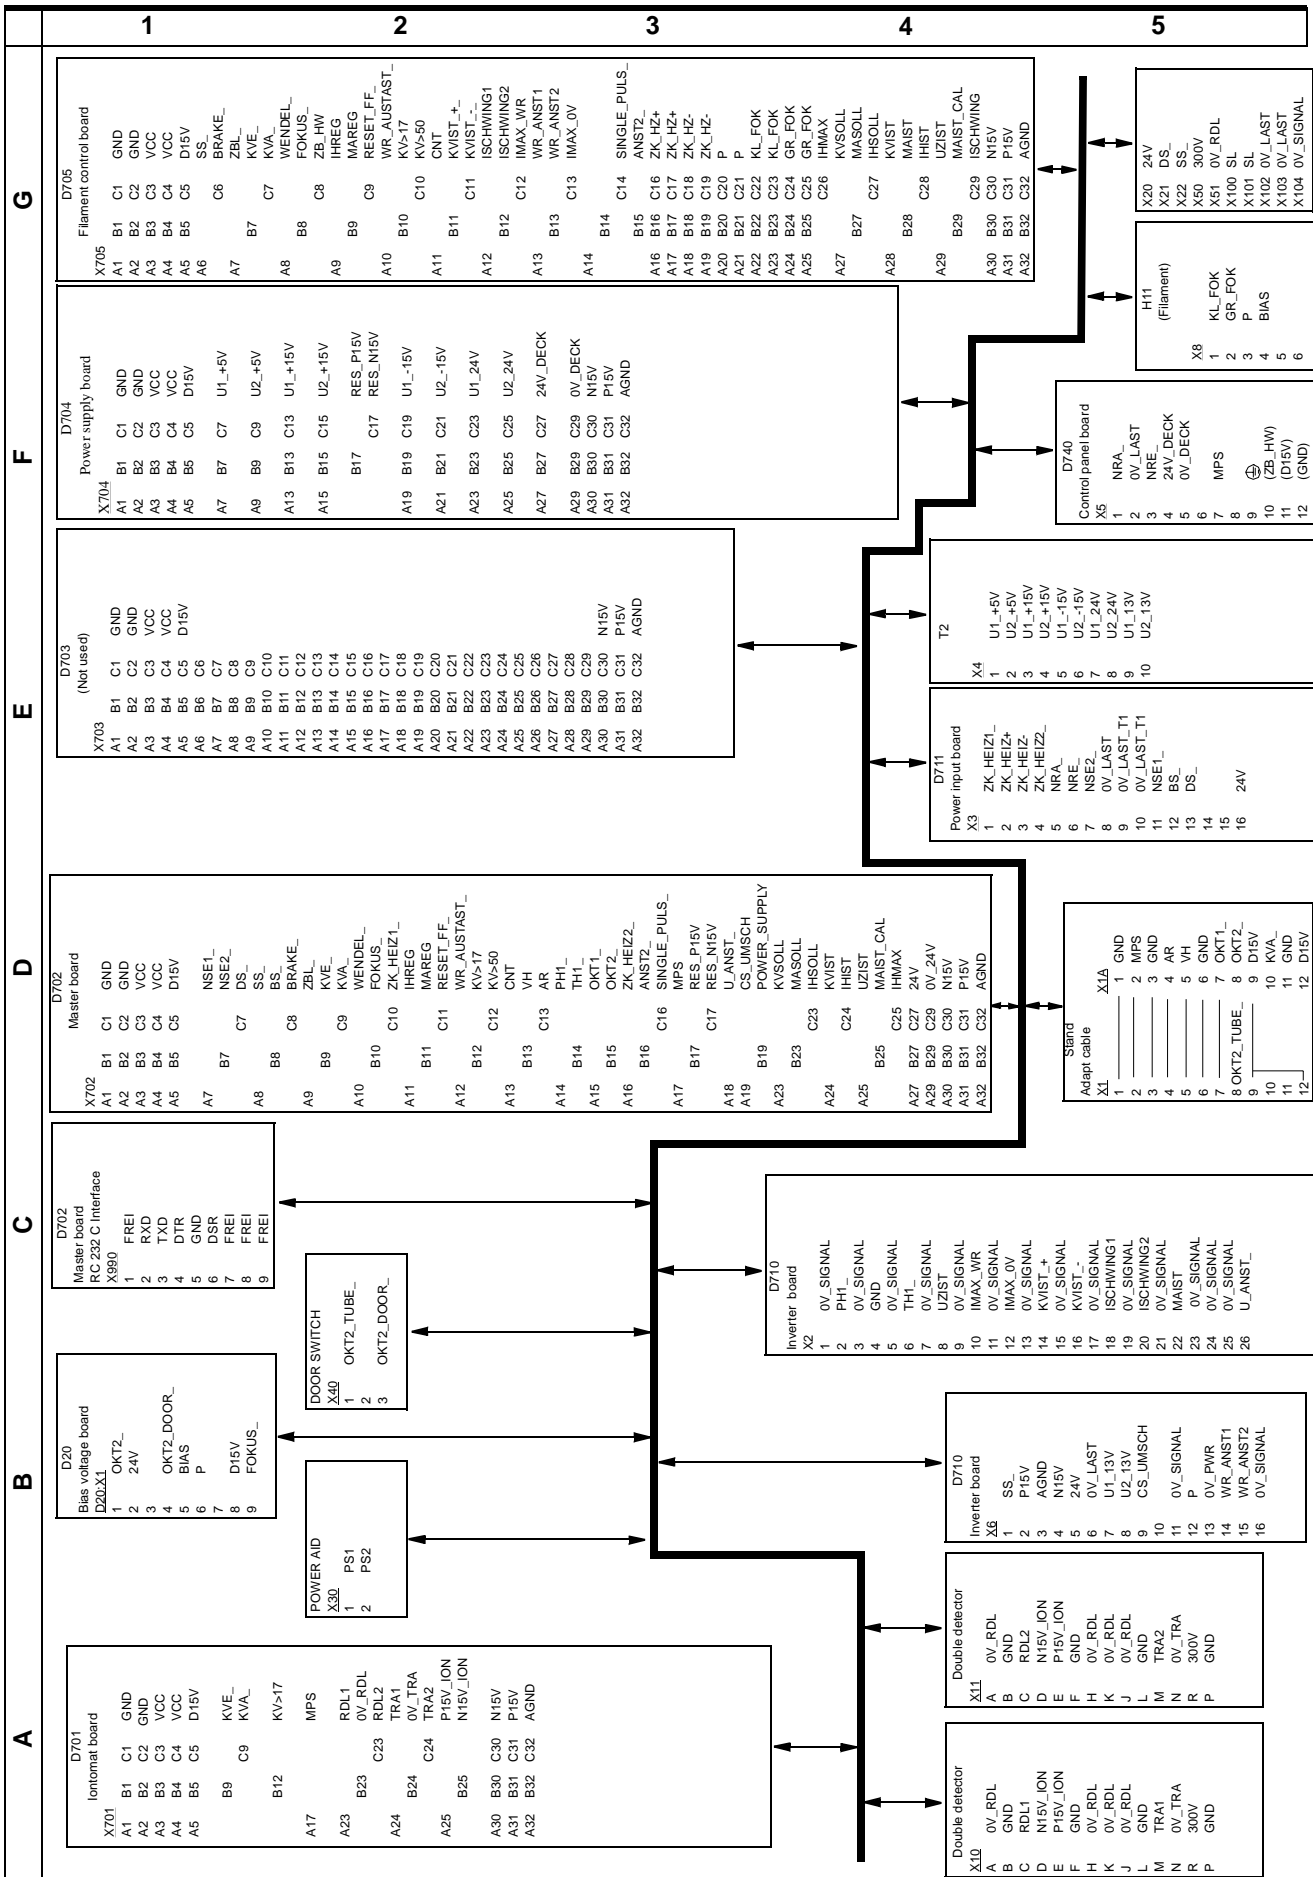 1 2 3 4 5
G
D705
Filament control board
X705
A1 B1 C1 GND
A2 B2 C2 GND
A3 B3 C3 VCC
A4 B4 C4 VCC
A5 B5 C5 D15V
A6 SS_
C6 BRAKE_
A7 ZBL_
B7 KVE_
C7 KVA_
A8 WENDEL_
B8 FOKUS_
C8 ZB_HW
A9 IHREG
B9 MAREG
C9 RESET_FF_
A10 WR_AUSTAST_
B10 KV>17
C10 KV>50
A11 CNT
B11 KVIST_+_
C11 KVIST_-_
A12 ISCHWING1
B12 ISCHWING2
C12 IMAX_WR
A13 WR_ANST1
B13 WR_ANST2
C13 IMAX_0V
A14
B14
C14 SINGLE_PULS_
B15 ANST2_
A16 B16 C16 ZK_HZ+
A17 B17 C17 ZK_HZ+
A18 B18 C18 ZK_HZ-
A19 B19 C19 ZK_HZ-
A20 B20 C20 P
A21 B21 C21 P
A22 B22 C22 KL_FOK
A23 B23 C23 KL_FOK
A24 B24 C24 GR_FOK
A25 B25 C25 GR_FOK
C26 IHMAX
A27 KVSOLL
B27 MASOLL
C27 IHSOLL
A28 KVIST
B28 MAIST
C28 IHIST
A29 UZIST
B29 MAIST_CAL
C29 ISCHWING
A30 B30 C30 N15V
A31 B31 C31 P15V
A32 B32 C32 AGND
X20 24V
X21 DS_
X22 SS_
X50 300V
X51 0V_RDL
X100 SL
X101 SL
X102 0V_LAST
X103 0V_LAST
X104 0V_SIGNAL
H11
(Filament)
X8
1 KL_FOK
2 GR_FOK
3 P
4 BIAS
5
6
F
D704
Power supply board
X704
A1 B1 C1 GND
A2 B2 C2 GND
A3 B3 C3 VCC
A4 B4 C4 VCC
A5 B5 C5 D15V
A7 B7 C7 U1_+5V
A9 B9 C9 U2_+5V
A13 B13 C13 U1_+15V
A15 B15 C15 U2_+15V
B17 RES_P15V
C17 RES_N15V
A19 B19 C19 U1_-15V
A21 B21 C21 U2_-15V
A23 B23 C23 U1_24V
A25 B25 C25 U2_24V
A27 B27 C27 24V_DECK
A29 B29 C29 0V_DECK
A30 B30 C30 N15V
A31 B31 C31 P15V
A32 B32 C32 AGND
D740
Control panel board
X5
1 NRA_
2 0V_LAST
3 NRE_
4 24V_DECK
5 0V_DECK
6
7 MPS
8
9
10 (ZB_HW)
11 (D15V)
12 (GND)
E
D703
(Not used)
X703
A1 B1 C1 GND
A2 B2 C2 GND
A3 B3 C3 VCC
A4 B4 C4 VCC
A5 B5 C5 D15V
A6 B6 C6
A7 B7 C7
A8 B8 C8
A9 B9 C9
A10 B10 C10
A11 B11 C11
A12 B12 C12
A13 B13 C13
A14 B14 C14
A15 B15 C15
A16 B16 C16
A17 B17 C17
A18 B18 C18
A19 B19 C19
A20 B20 C20
A21 B21 C21
A22 B22 C22
A23 B23 C23
A24 B24 C24
A25 B25 C25
A26 B26 C26
A27 B27 C27
A28 B28 C28
A29 B29 C29
A30 B30 C30 N15V
A31 B31 C31 P15V
A32 B32 C32 AGND
T2
X4
1 U1_+5V
2 U2_+5V
3 U1_+15V
4 U2_+15V
5 U1_-15V
6 U2_-15V
7 U1_24V
8 U2_24V
9 U1_13V
10 U2_13V
D711
Power input board
X3
1 ZK_HEIZ1_
2 ZK_HEIZ+
3 ZK_HEIZ-
4 ZK_HEIZ2_
5 NRA_
6 NRE_
7 NSE2_
8 0V_LAST
9 0V_LAST_T1
10 0V_LAST_T1
11 NSE1_
12 BS_
13 DS_
14
15
16 24V
D
D702
Master board
X702
A1 B1 C1 GND
A2 B2 C2 GND
A3 B3 C3 VCC
A4 B4 C4 VCC
A5 B5 C5 D15V
A7 NSE1_
B7 NSE2_
C7 DS_
A8 SS_
B8 BS_
C8 BRAKE_
A9 ZBL_
B9 KVE_
C9 KVA_
A10 WENDEL_
B10 FOKUS_
C10 ZK_HEIZ1_
A11 IHREG
B11 MAREG
C11 RESET_FF_
A12 WR_AUSTAST_
B12 KV>17
C12 KV>50
A13 CNT
B13 VH
C13 AR
A14 PH1_
B14 TH1_
A15 OKT1_
B15 OKT2_
A16 ZK_HEIZ2_
B16 ANST2_
C16 SINGLE_PULS_
A17 MPS
B17 RES_P15V
C17 RES_N15V
A18 U_ANST_
A19 CS_UMSCH
B19 POWER_SUPPLY
A23 KVSOLL
B23 MASOLL
C23 IHSOLL
A24 KVIST
C24 IHIST
A25 UZIST
B25 MAIST_CAL
C25 IHMAX
A27 B27 C27 24V
A29 B29 C29 0V_24V
A30 B30 C30 N15V
A31 B31 C31 P15V
A32 B32 C32 AGND
Stand
Adapt cable
X1 X1A
1 1 GND
2 2 MPS
3 3 GND
4 4 AR
5 5 VH
6 6 GND
7 7 OKT1_
8 OKT2_TUBE_ 8 OKT2_
9 9 D15V
10 10 KVA_
11 11 GND
12 12 D15V
C
D702
Master board
RC 232 C Interface
X990
1 FREI
2 RXD
3 TXD
4 DTR
5 GND
6 DSR
7 FREI
8 FREI
9 FREI
DOOR SWITCH
X40
1 OKT2_TUBE_
2
3 OKT2_DOOR_
D710
Inverter board
X2
1 0V_SIGNAL
2 PH1_
3 0V_SIGNAL
4 GND
5 0V_SIGNAL
6 TH1_
7 0V_SIGNAL
8 UZIST
9 0V_SIGNAL
10 IMAX_WR
11 0V_SIGNAL
12 IMAX_0V
13 0V_SIGNAL
14 KVIST_+
15 0V_SIGNAL
16 KVIST_-
17 0V_SIGNAL
18 ISCHWING1
19 0V_SIGNAL
20 ISCHWING2
21 0V_SIGNAL
22 MAIST
23 0V_SIGNAL
24 0V_SIGNAL
25 0V_SIGNAL
26 U_ANST_
B
D20
Bias voltage board
D20:X1
1 OKT2_
2 24V
3
4 OKT2_DOOR_
5 BIAS
6 P
7
8 D15V
9 FOKUS_
POWER AID
X30
1 PS1
2 PS2
D710
Inverter board
X6
1 SS_
2 P15V
3 AGND
4 N15V
5 24V
6 0V_LAST
7 U1_13V
8 U2_13V
9 CS_UMSCH
10
11 0V_SIGNAL
12 P
13 0V_PWR
14 WR_ANST1
15 WR_ANST2
16 0V_SIGNAL
A
D701
Iontomat board
X701
A1 B1 C1 GND
A2 B2 C2 GND
A3 B3 C3 VCC
A4 B4 C4 VCC
A5 B5 C5 D15V
B9 KVE_
C9 KVA_
B12 KV>17
A17 MPS
A23 RDL1
B23 0V_RDL
C23 RDL2
A24 TRA1
B24 0V_TRA
C24 TRA2
A25 P15V_ION
B25 N15V_ION
A30 B30 C30 N15V
A31 B31 C31 P15V
A32 B32 C32 AGND
Double detector
X11
A 0V_RDL
B GND
C RDL2
D N15V_ION
E P15V_ION
F GND
H 0V_RDL
K 0V_RDL
J 0V_RDL
L GND
M TRA2
N 0V_TRA
R 300V
P GND
Double detector
X10
A 0V_RDL
B GND
C RDL1
D N15V_ION
E P15V_ION
F GND
H 0V_RDL
K 0V_RDL
J 0V_RDL
L GND
M TRA1
N 0V_TRA
R 300V
P GND